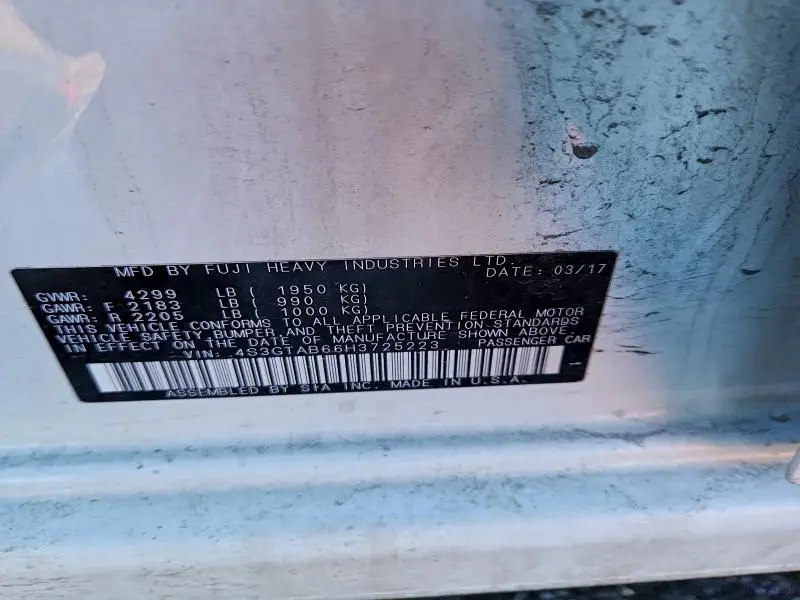 MFD BY FUJI HEAVY INDUSTRIES LTD.
DATE: 03/17
GVWR: 4299 LB ( 1950 KG)
GAWR: F 2183 LB ( 990 KG)
GAWR: R 2205 LB ( 1000 KG)
THIS VEHICLE CONFORMS TO ALL APPLICABLE FEDERAL MOTOR
VEHICLE SAFETY BUMPER, AND THEFT PREVENTION STANDARDS
IN EFFECT ON THE DATE OF MANUFACTURE SHOWN ABOVE.
VIN: 4S3GTAB66H3725223 PASSENGER CAR
ASSEMBLED BY SIA INC. MADE IN U.S.A.